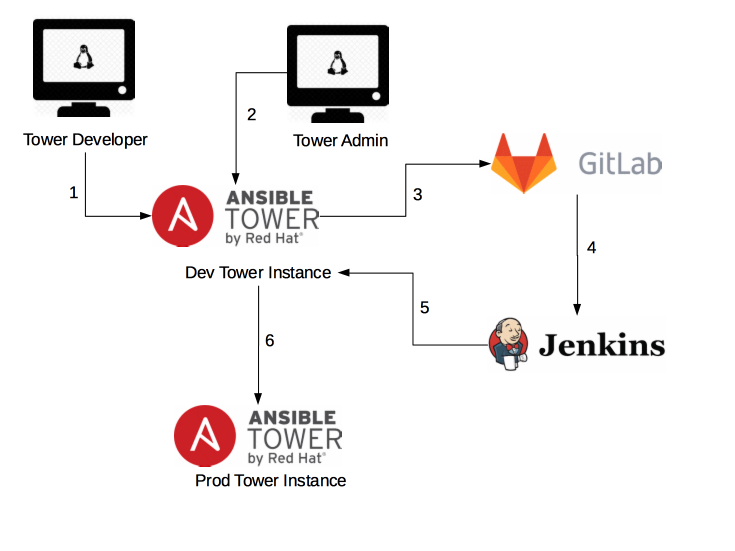 Tower Developer
Tower Admin
1
2
3
ANSIBLE
TOWER
by Red Hat®
GitLab
Dev Tower Instance
4
5
Jenkins
6
ANSIBLE
TOWER
by Red Hat®
Prod Tower Instance